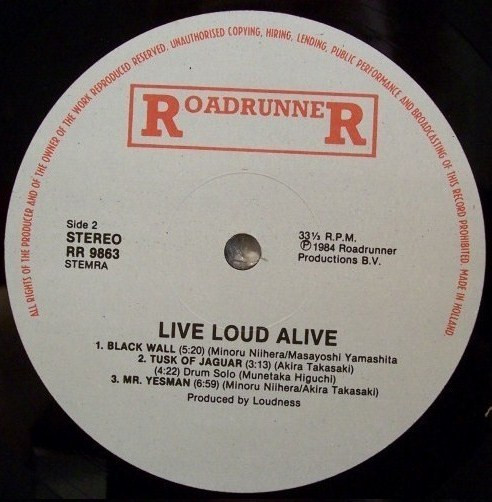 ALL RIGHTS OF THE PRODUCER AND OF THE OWNER OF THE WORK REPRODUCED RESERVED. UNAUTHORISED COPYING, HIRING, LENDING, PUBLIC PERFORMANCE AND BROADCASTING OF THIS RECORD PROHIBITED. MADE IN HOLLAND.
ROADRUNNER
Side 2
STEREO
RR 9863
STEMRA
33⅓ R.P.M.
Ⓟ1984 Roadrunner
Productions B.V.
LIVE LOUD ALIVE
1. BLACK WALL (5:20) (Minoru Niihera/Masayoshi Yamashita
2. TUSK OF JAGUAR (3:13) (Akira Takasaki)
(4:22) Drum Solo (Munetaka Higuchi)
3. MR. YESMAN (6:59) (Minoru Niihera/Akira Takasaki)
Produced by Loudness